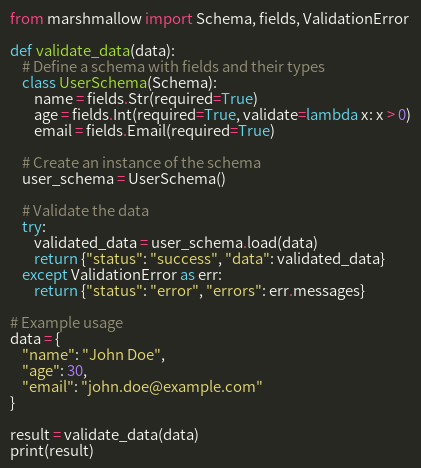 from marshmallow import Schema, fields, ValidationError

def validate_data(data):
    # Define a schema with fields and their types
    class UserSchema(Schema):
        name = fields.Str(required=True)
        age = fields.Int(required=True, validate=lambda x: x > 0)
        email = fields.Email(required=True)

    # Create an instance of the schema
    user_schema = UserSchema()

    # Validate the data
    try:
        validated_data = user_schema.load(data)
        return {"status": "success", "data": validated_data}
    except ValidationError as err:
        return {"status": "error", "errors": err.messages}

# Example usage
data = {
    "name": "John Doe",
    "age": 30,
    "email": "john.doe@example.com"
}

result = validate_data(data)
print(result)